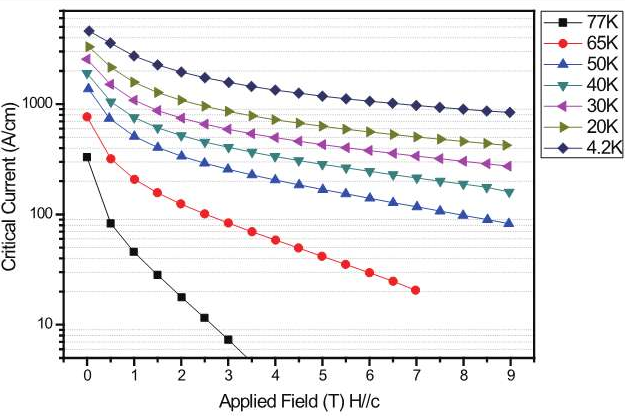 77K
65K
50K
40K
30K
20K
4.2K
1000
100
10
Critical Current (A/cm)
0 1 2 3 4 5 6 7 8 9
Applied Field (T) H//c